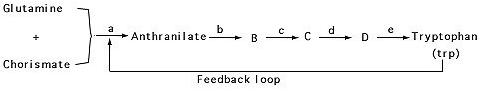 Glutamine
+
Chorismate
a
Anthranilate b B c C d D e Tryptophan
(trp)
Feedback loop